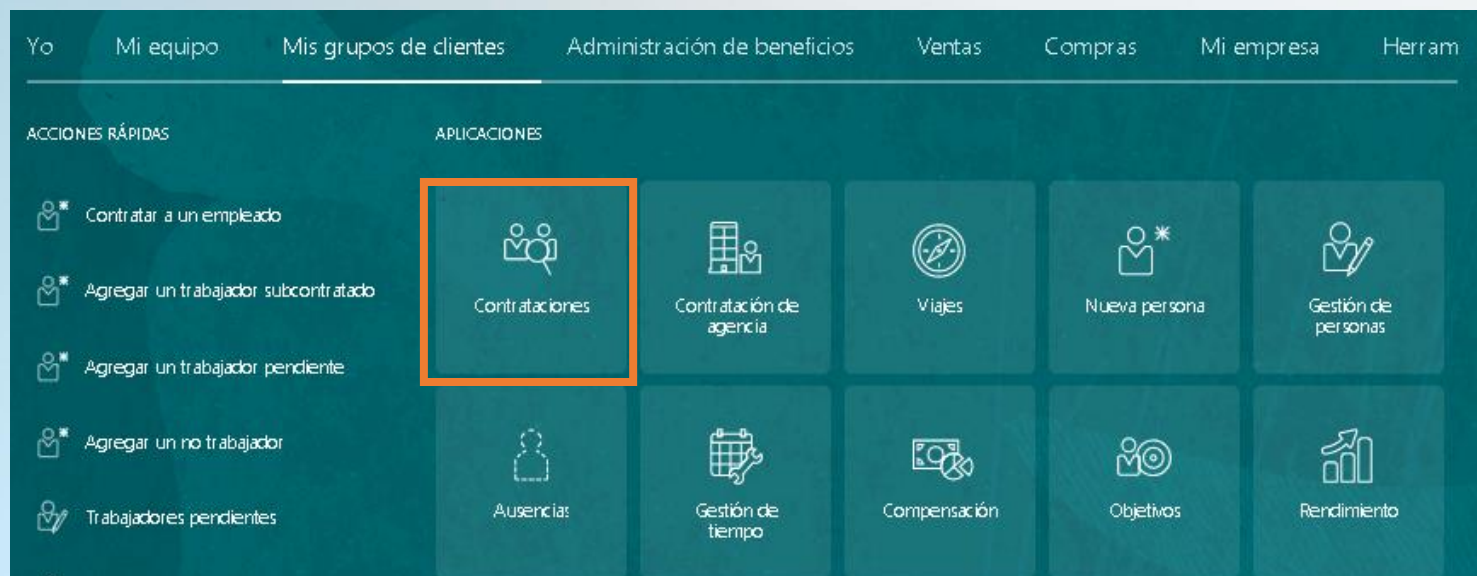 Yo Mi equipo Mis grupos de clientes Administración de beneficios Ventas Compras Mi empresa Herram
ACCIONES RÁPIDAS
APLICACIONES
Contratar a un empleado
Agregar un trabajador subcontratado
Agregar un trabajador pendiente
Agregar un no trabajador
Trabajadores pendientes
Contrataciones
Contratación de
agencia
Viajes
Nueva persona
Gestión de
personas
Ausencias
Gestión de
tiempo
Compensación
Objetivos
Rendimiento